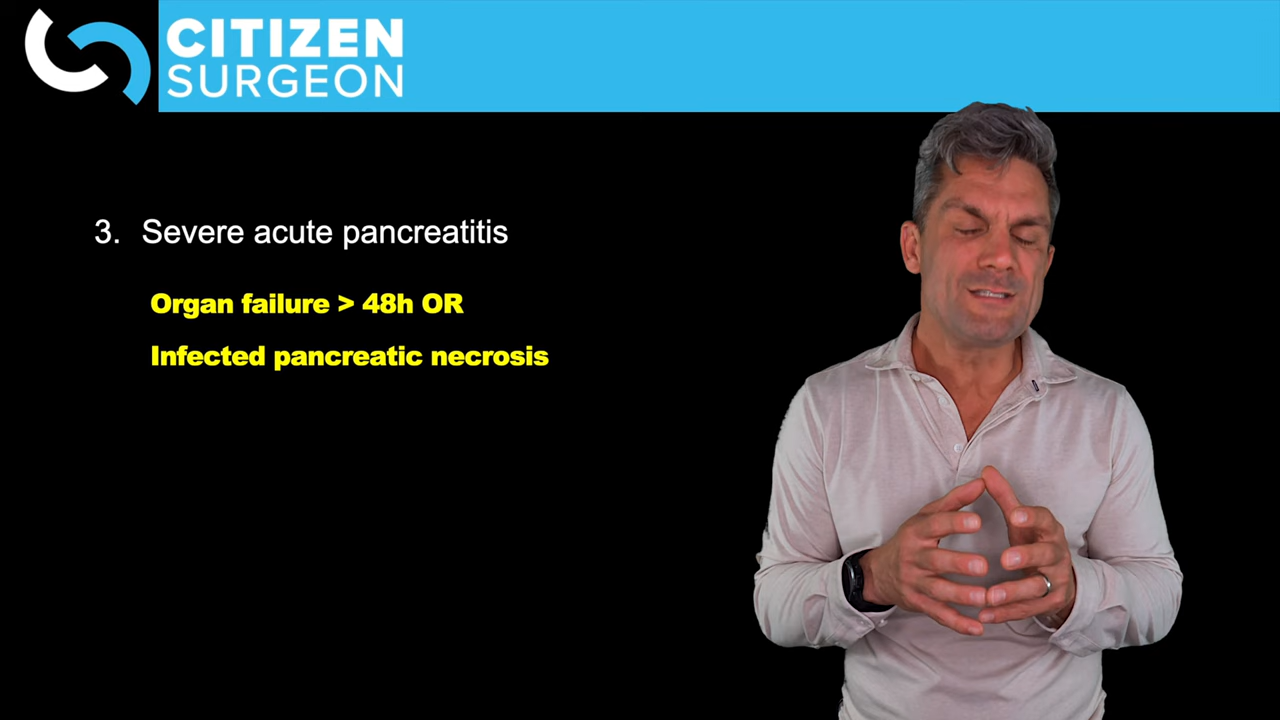 CITIZEN
SURGEON
3. Severe acute pancreatitis
Organ failure > 48h OR
Infected pancreatic necrosis